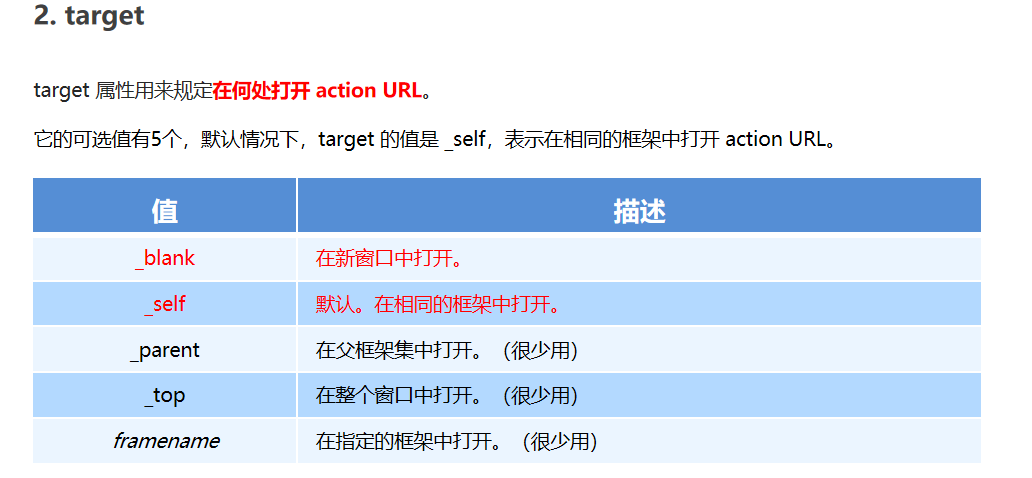 2. target
target 属性用来规定在何处打开 action URL。
它的可选值有5个，默认情况下，target 的值是 _self，表示在相同的框架中打开 action URL。
值 描述
_blank 在新窗口中打开。
_self 默认。在相同的框架中打开。
_parent 在父框架集中打开。（很少用）
_top 在整个窗口中打开。（很少用）
framename 在指定的框架中打开。（很少用）